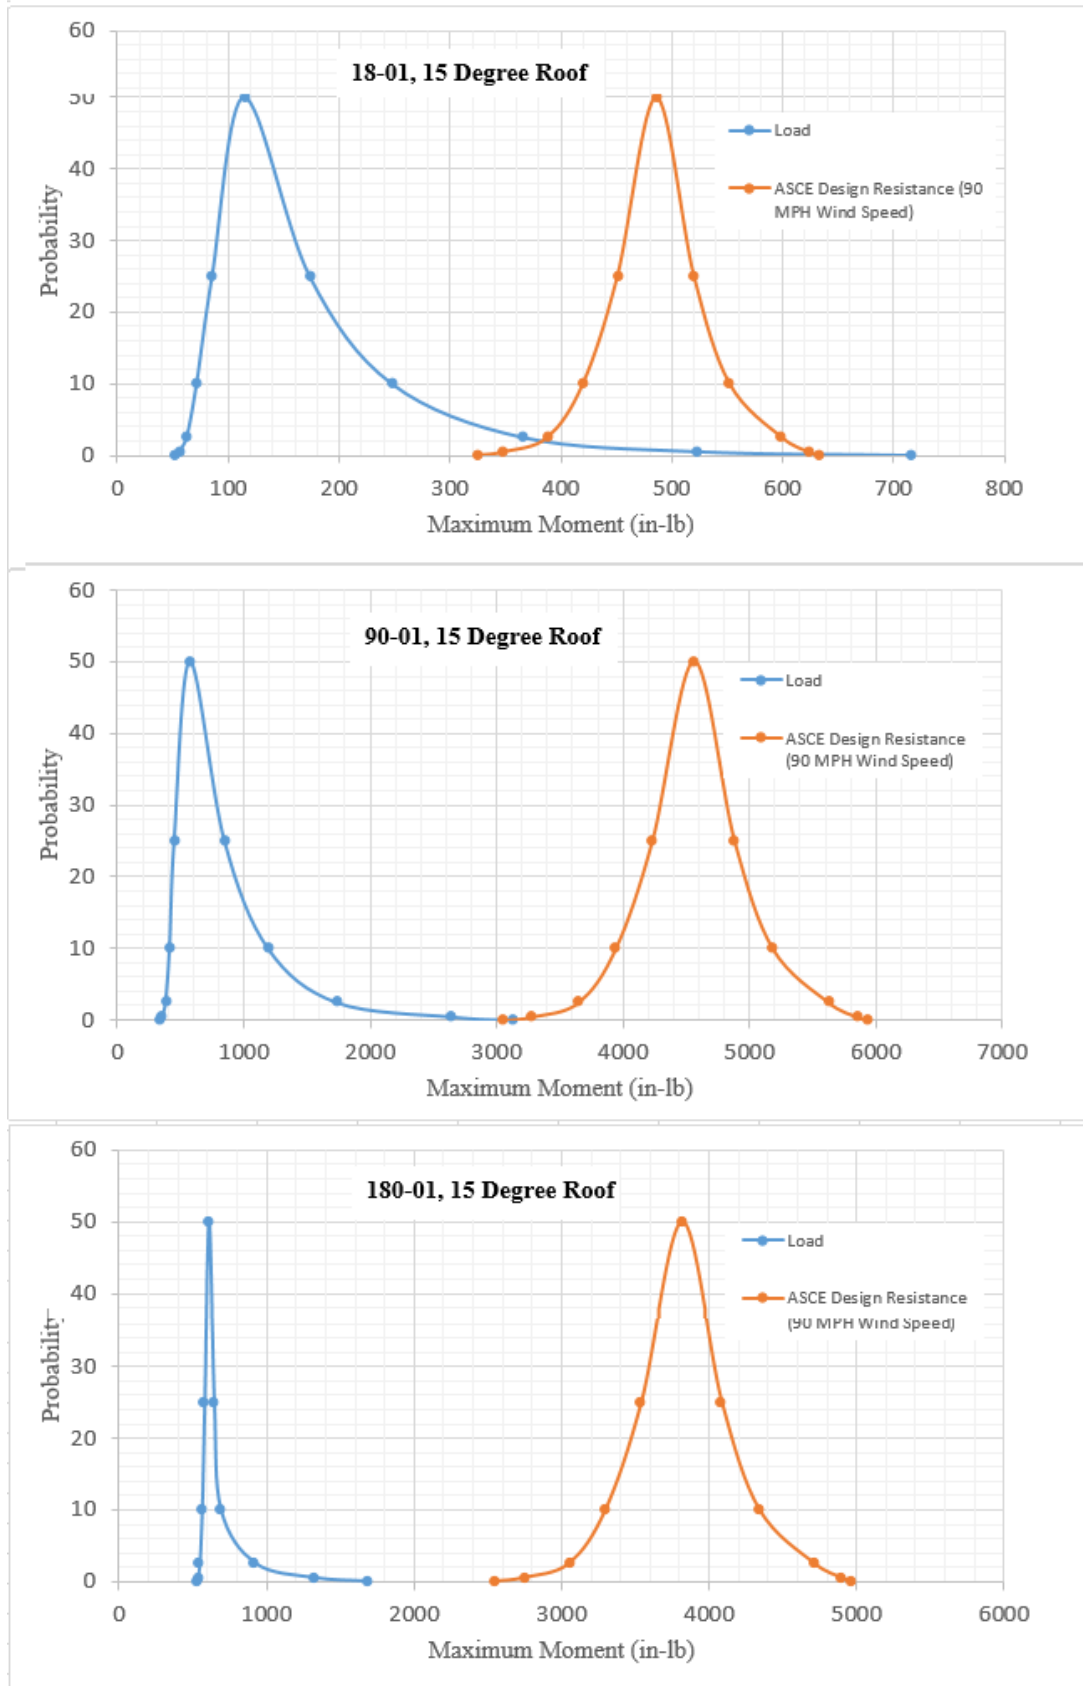 60
18-01, 15 Degree Roof
50
Load
40
ASCE Design Resistance (90
MPH Wind Speed)
30
20
10
0
Probability
0 100 200 300 400 500 600 700 800
Maximum Moment (in-lb)
60
90-01, 15 Degree Roof
50
Load
40
ASCE Design Resistance
(90 MPH Wind Speed)
30
20
10
0
Probability
0 1000 2000 3000 4000 5000 6000 7000
Maximum Moment (in-lb)
60
180-01, 15 Degree Roof
50
Load
40
ASCE Design Resistance
(90 MPH Wind Speed)
30
20
10
0
Probability
0 1000 2000 3000 4000 5000 6000
Maximum Moment (in-lb)